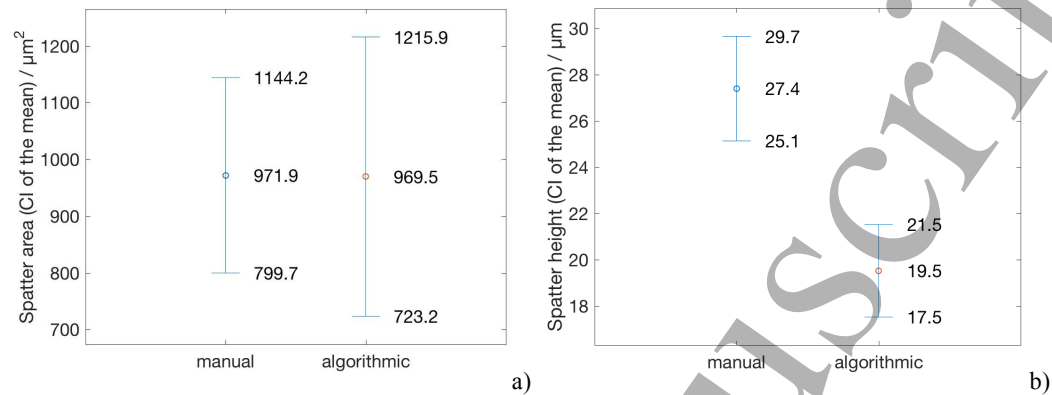 Spatter area (CI of the mean) / µm²
1200
1100
1000
900
800
700
1215.9
1144.2
971.9
969.5
799.7
723.2
manual
algorithmic
a)
Spatter height (CI of the mean) / µm
30
28
26
24
22
20
18
29.7
27.4
25.1
21.5
19.5
17.5
manual
algorithmic
b)
uscri